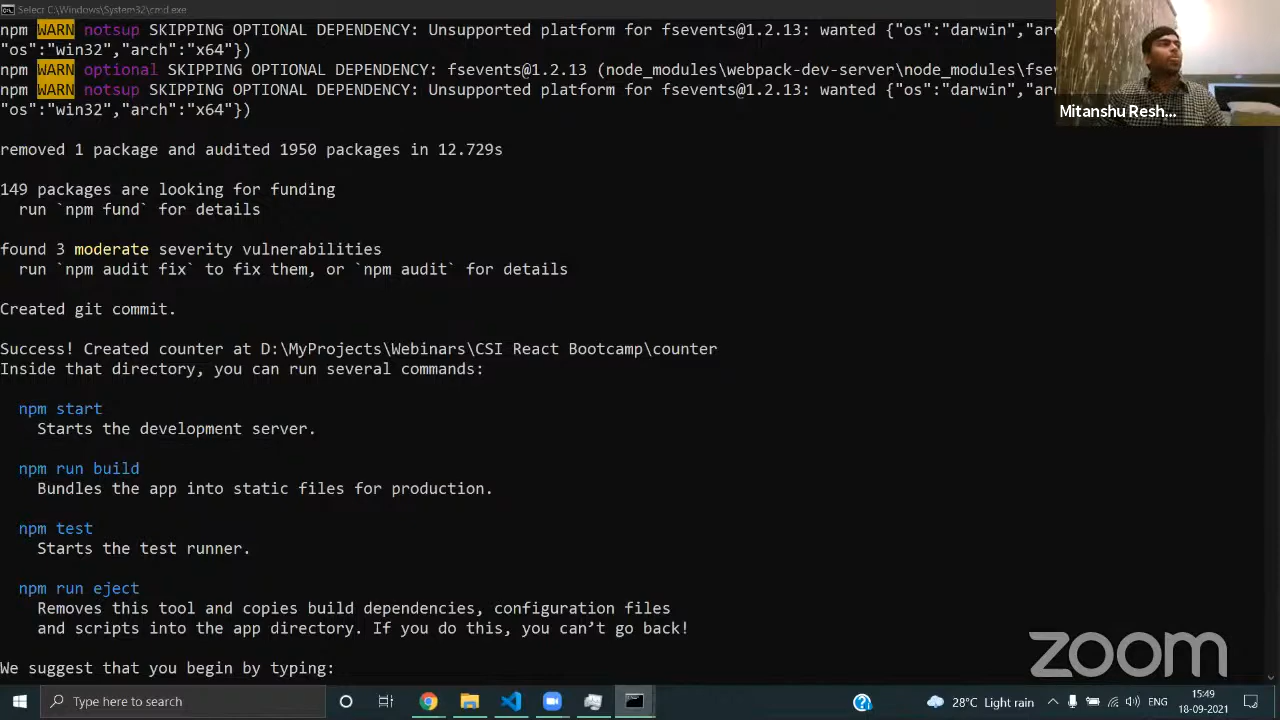 Select C:\Windows\System32\cmd.exe
npm WARN notsup SKIPPING OPTIONAL DEPENDENCY: Unsupported platform for fsevents@1.2.13: wanted {"os":"darwin","arc
"os":"win32","arch":"x64"})
npm WARN optional SKIPPING OPTIONAL DEPENDENCY: fsevents@1.2.13 (node_modules\webpack-dev-server\node_modules\fsev
npm WARN notsup SKIPPING OPTIONAL DEPENDENCY: Unsupported platform for fsevents@1.2.13: wanted {"os":"darwin","arc
"os":"win32","arch":"x64"})
Mitanshu Resh...
removed 1 package and audited 1950 packages in 12.729s
149 packages are looking for funding
run `npm fund` for details
found 3 moderate severity vulnerabilities
run `npm audit fix` to fix them, or `npm audit` for details
Created git commit.
Success! Created counter at D:\MyProjects\Webinars\CSI React Bootcamp\counter
Inside that directory, you can run several commands:
npm start
Starts the development server.
npm run build
Bundles the app into static files for production.
npm test
Starts the test runner.
npm run eject
Removes this tool and copies build dependencies, configuration files
and scripts into the app directory. If you do this, you can’t go back!
We suggest that you begin by typing:
zoom
Type here to search
28°C Light rain
ENG
15:49
18-09-2021